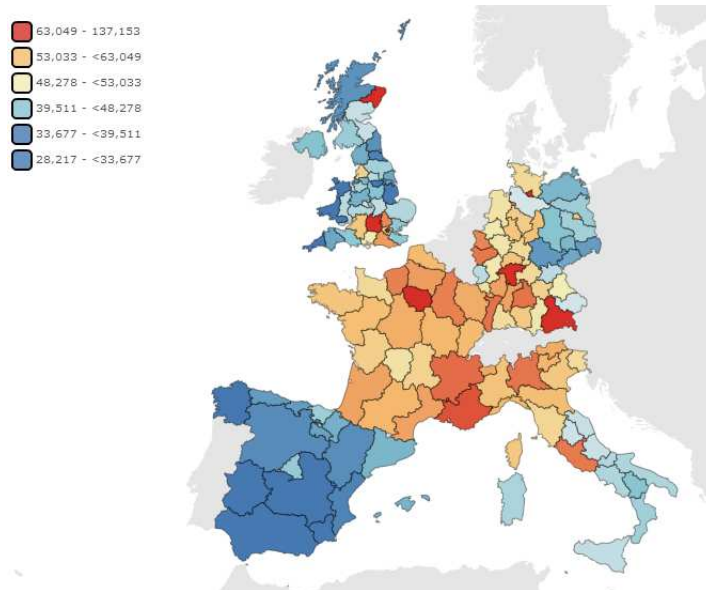 63,049 - 137,153
53,033 - <63,049
48,278 - <53,033
39,511 - <48,278
33,677 - <39,511
28,217 - <33,677